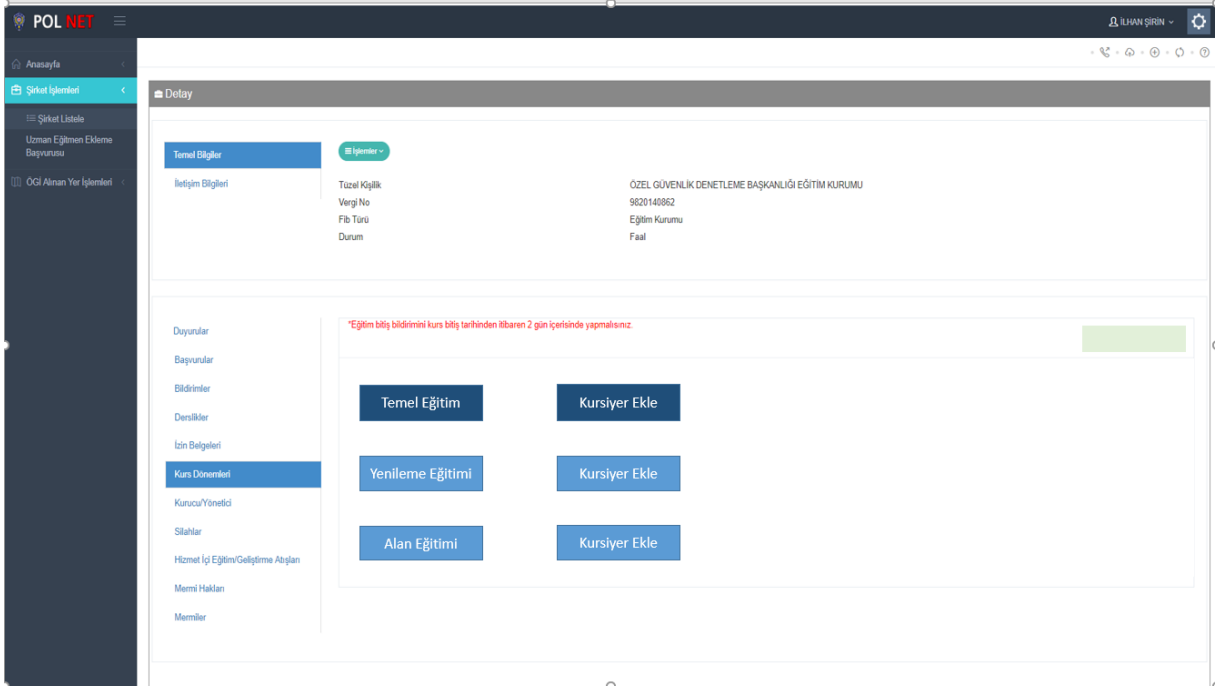 POL NET
İLHAN ŞİRİN
Anasayfa
Şirket İşlemleri
Şirket Listele
Uzman Eğitmen Ekleme
Başvurusu
ÖGİ Alınan Yer İşlemleri
Detay
Temel Bilgiler
İletişim Bilgileri
İşlemler
Tüzel Kişilik ÖZEL GÜVENLİK DENETLEME BAŞKANLIĞI EĞİTİM KURUMU
Vergi No 9820140862
Fib Türü Eğitim Kurumu
Durum Faal
Duyurular
Başvurular
Bildirimler
Derslikler
İzin Belgeleri
Kurs Dönemleri
Kurucu/Yönetici
Silahlar
Hizmet İçi Eğitim/Geliştirme Atışları
Mermi Hakları
Mermiler
*Eğitim bitiş bildirimini kurs bitiş tarihinden itibaren 2 gün içerisinde yapmalısınız.
Temel Eğitim Kursiyer Ekle
Yenileme Eğitimi Kursiyer Ekle
Alan Eğitimi Kursiyer Ekle